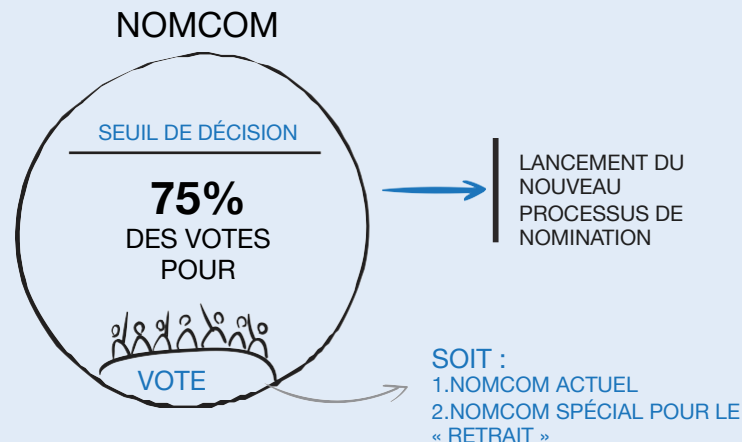 NOMCOM
SEUIL DE DÉCISION
75%
DES VOTES
POUR
VOTE
LANCEMENT DU
NOUVEAU
PROCESSUS DE
NOMINATION
SOIT :
1.NOMCOM ACTUEL
2.NOMCOM SPÉCIAL POUR LE
« RETRAIT »